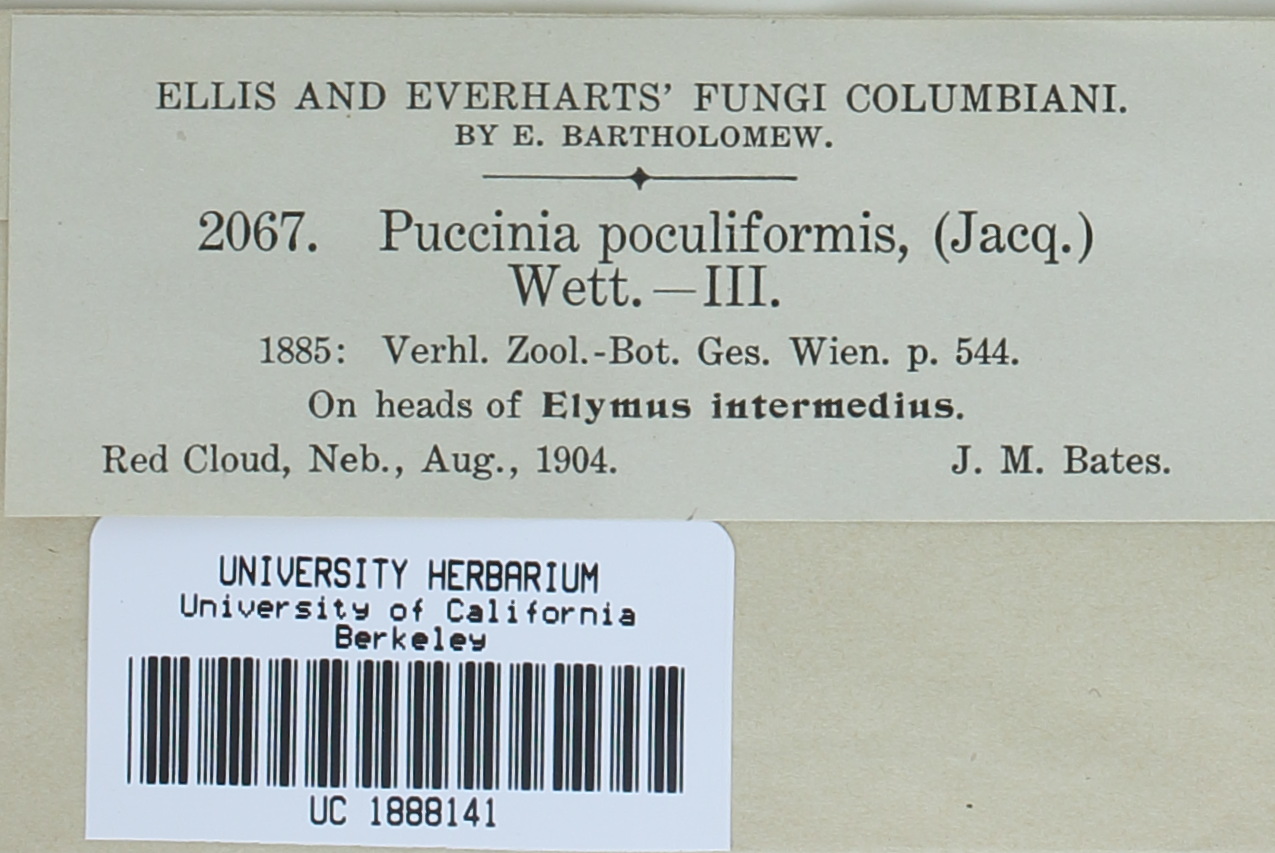 ELLIS AND EVERHARTS' FUNGI COLUMBIANI.
BY E. BARTHOLOMEW.
2067. Puccinia poculiformis, (Jacq.)
Wett.—III.
1885: Verhl. Zool.-Bot. Ges. Wien. p. 544.
On heads of Elymus intermedius.
Red Cloud, Neb., Aug., 1904. J. M. Bates.
UNIVERSITY HERBARIUM
University of California
Berkeley
UC 1888141